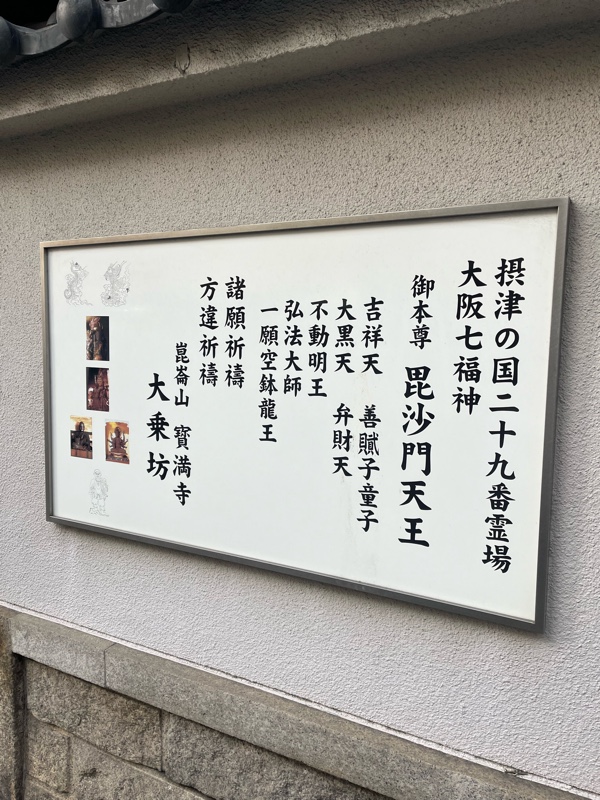 摂津の国二十九番霊場
大阪七福神
御本尊 毘沙門天王
吉祥天 善膩子童子
大黒天 弁財天
不動明王
弘法大師
一願空鉢龍王
諸願祈禱
方違祈禱
崑崙山 寳満寺
大乗坊